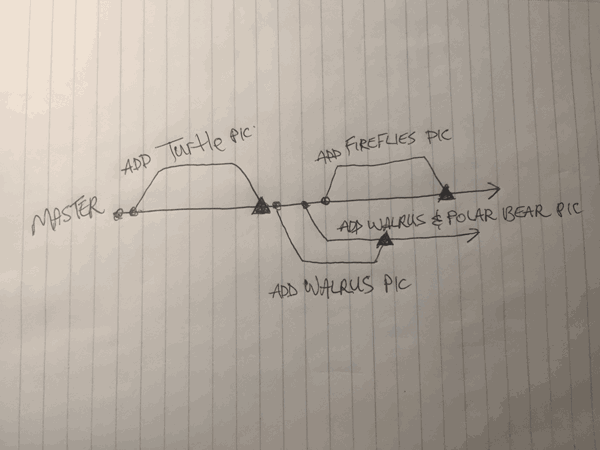 ADD Turtle PIC
ADD FIREFLIES PIC
MASTER
ADD WALRUS & POLAR BEAR PIC
ADD WALRUS PIC